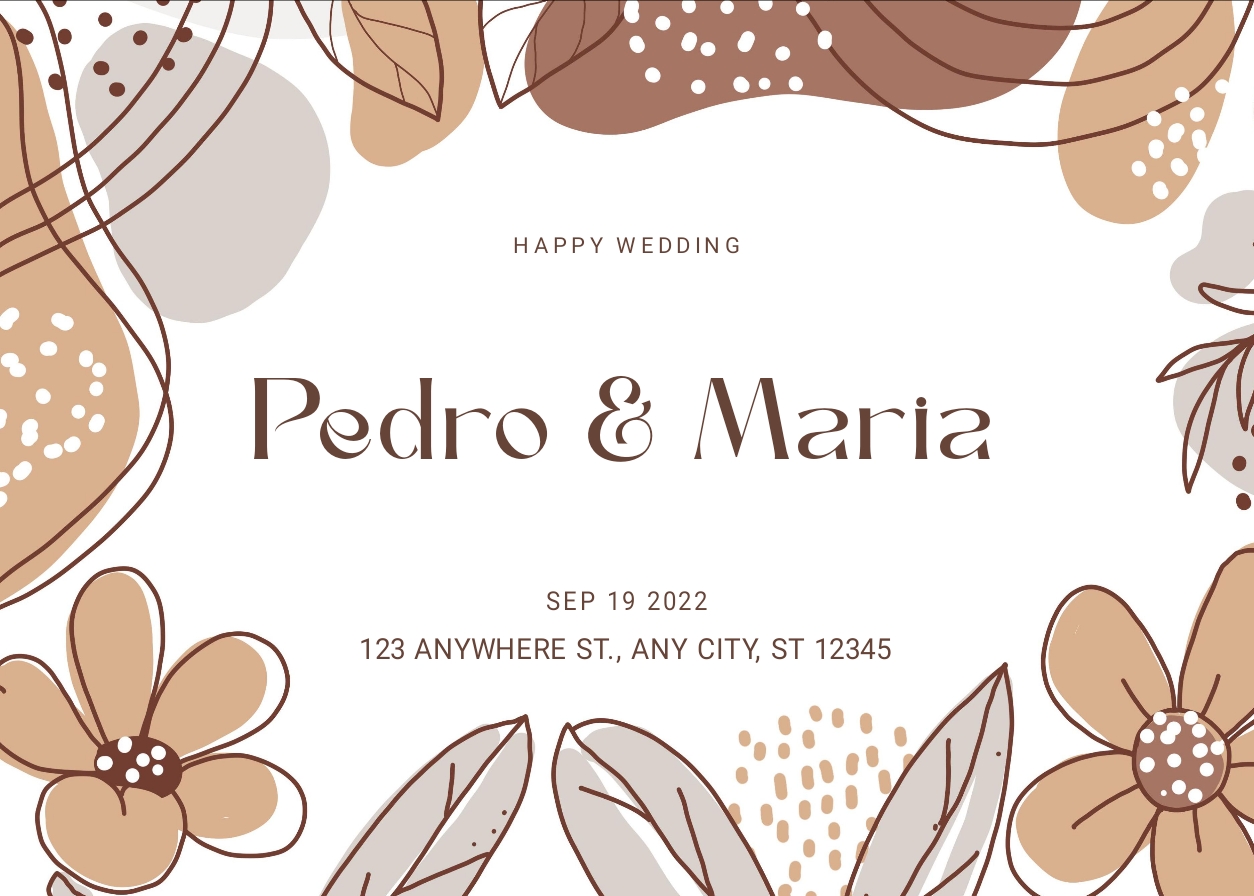 HAPPY WEDDING
Pedro & Maria
SEP 19 2022
123 ANYWHERE ST., ANY CITY, ST 12345